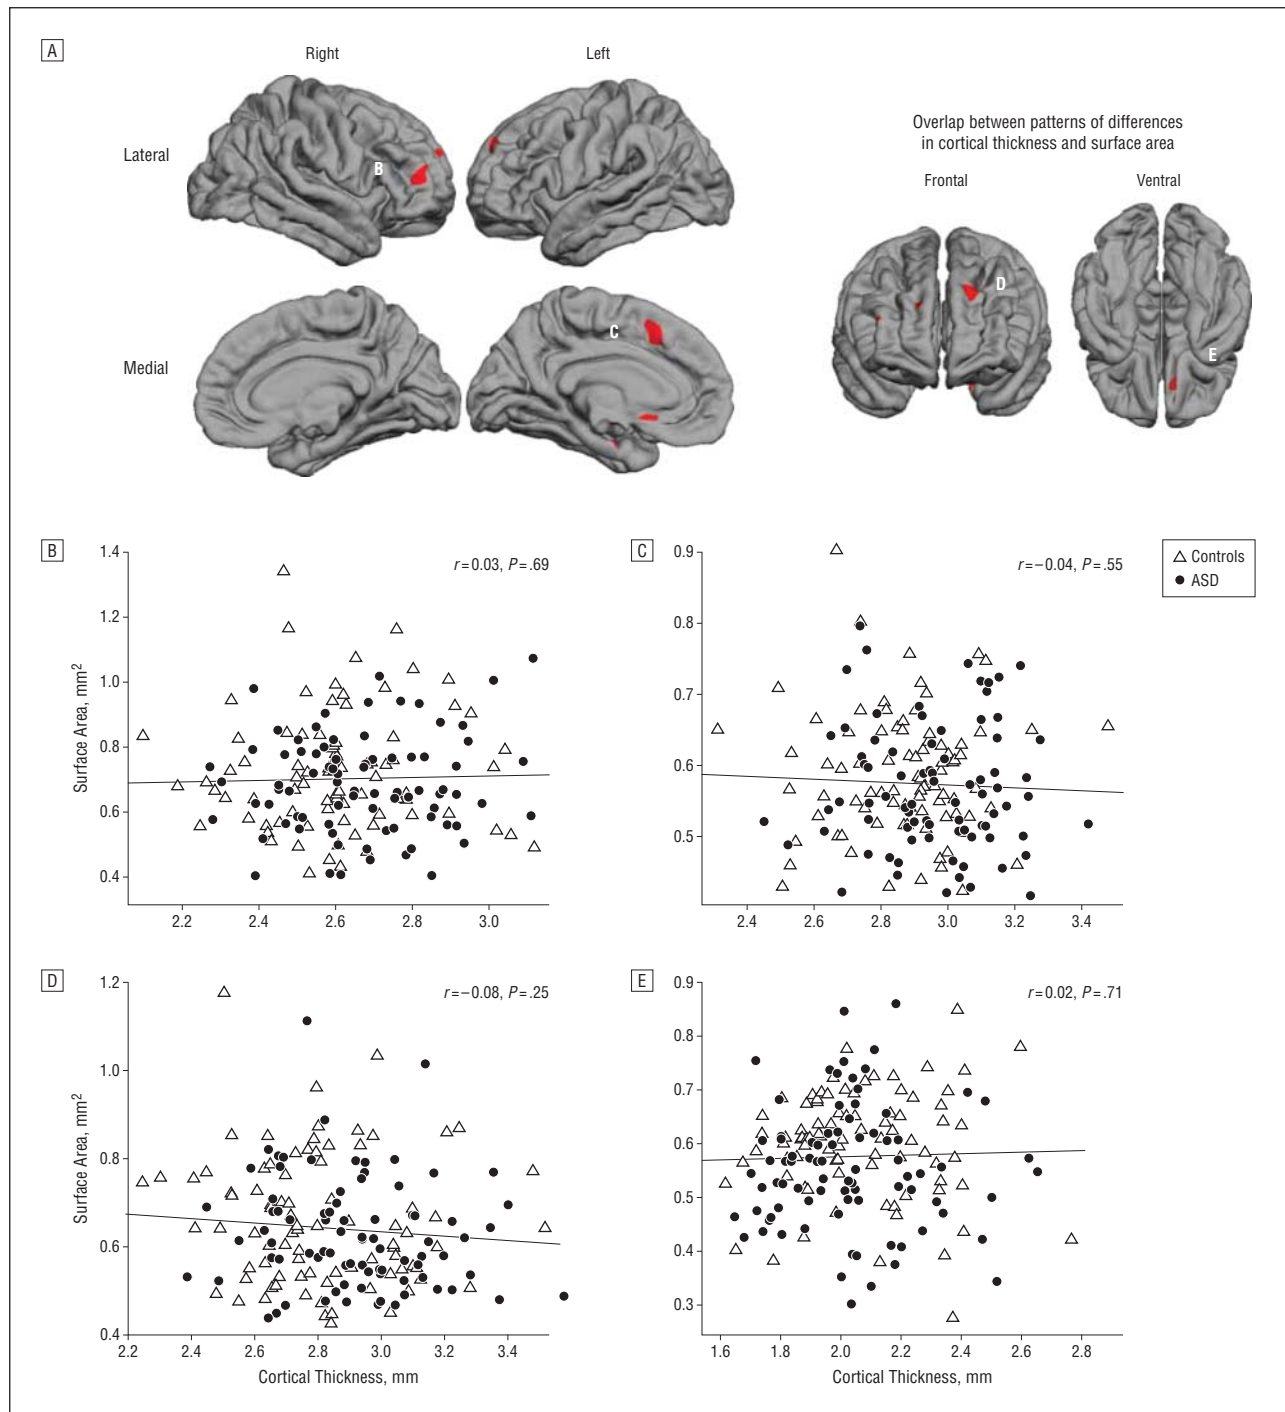 A
Right
Left
Lateral
B
Medial
C
Overlap between patterns of differences
in cortical thickness and surface area
Frontal
Ventral
D
E
B
r=0.03, P=.69
Surface Area, mm²
1.4
1.2
1.0
0.8
0.6
0.4
2.2 2.4 2.6 2.8 3.0
C
r=−0.04, P=.55
0.9
0.8
0.7
0.6
0.5
2.4 2.6 2.8 3.0 3.2 3.4
Controls
ASD
D
r=−0.08, P=.25
Surface Area, mm²
1.2
1.0
0.8
0.6
0.4
2.2 2.4 2.6 2.8 3.0 3.2 3.4
Cortical Thickness, mm
E
r=0.02, P=.71
0.9
0.8
0.7
0.6
0.5
0.4
0.3
1.6 1.8 2.0 2.2 2.4 2.6 2.8
Cortical Thickness, mm